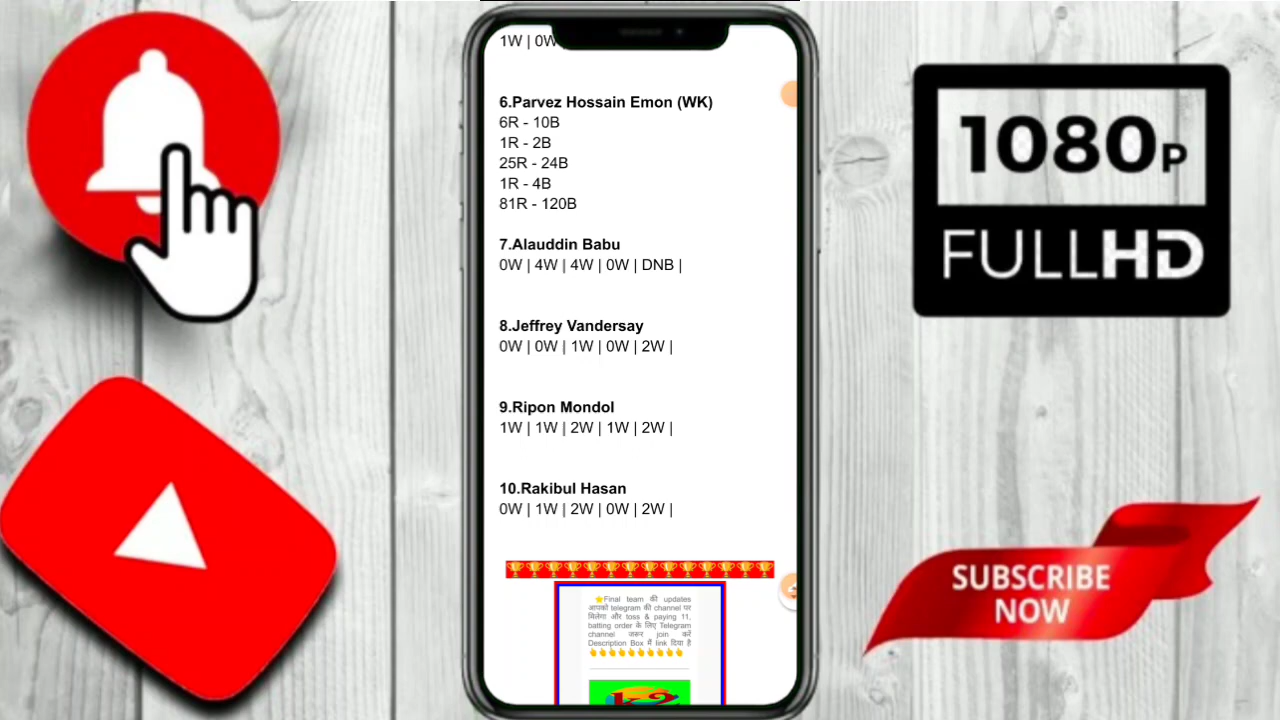 1W | 0W
6.Parvez Hossain Emon (WK)
6R - 10B
1R - 2B
25R - 24B
1R - 4B
81R - 120B
7.Alauddin Babu
0W | 4W | 4W | 0W | DNB |
8.Jeffrey Vandersay
0W | 0W | 1W | 0W | 2W |
9.Ripon Mondol
1W | 1W | 2W | 1W | 2W |
10.Rakibul Hasan
0W | 1W | 2W | 0W | 2W |
⭐Final team की updates
आपको telegram की channel पर
मिलेगा और toss & paying 11,
batting order के लिए Telegram
channel जरूर join करें
Description Box में link दिया है
👆👆👆👆👆👆👆👆👆👆
1080P
FULLHD
SUBSCRIBE
NOW